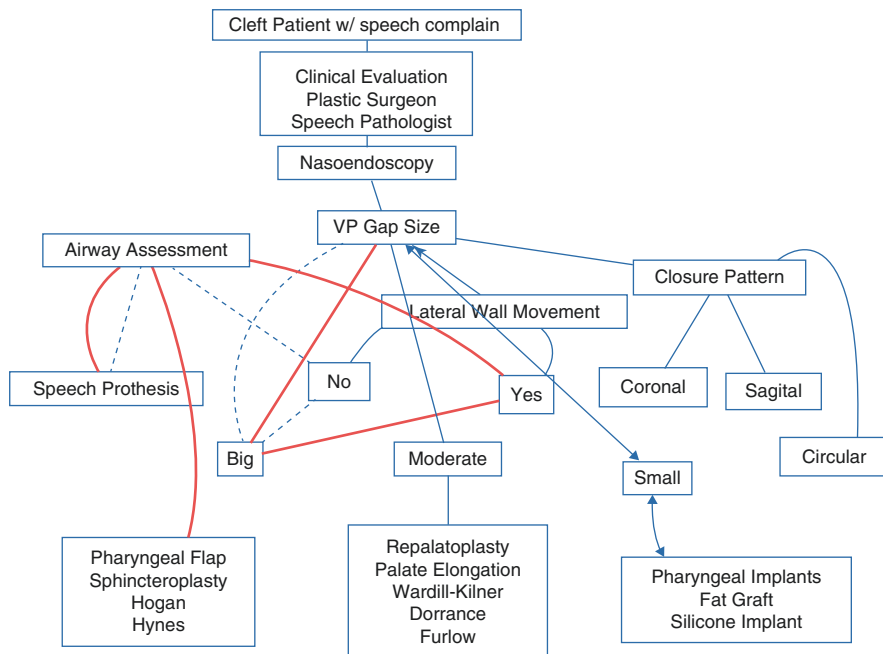 Cleft Patient w/ speech complain
Clinical Evaluation
Plastic Surgeon
Speech Pathologist
Nasoendoscopy
VP Gap Size
Airway Assessment
Closure Pattern
Lateral Wall Movement
Speech Prothesis
No
Yes
Coronal
Sagital
Big
Moderate
Small
Circular
Pharyngeal Flap
Sphincteroplasty
Hogan
Hynes
Repalatoplasty
Palate Elongation
Wardill-Kilner
Dorrance
Furlow
Pharyngeal Implants
Fat Graft
Silicone Implant